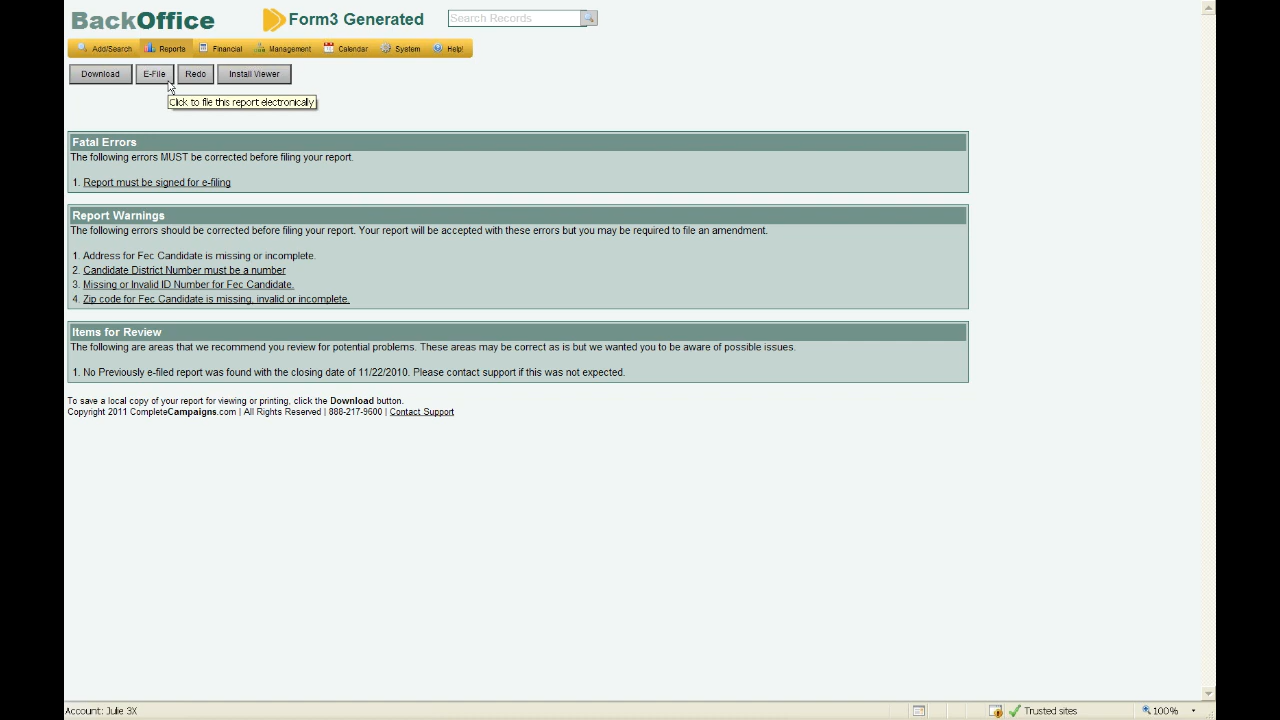 BackOffice
Form3 Generated
Search Records
Add/Search Reports Financial Management Calendar System Help!
Download E-File Redo Install Viewer
Click to file this report electronically
Fatal Errors
The following errors MUST be corrected before filing your report.
1. Report must be signed for e-filing
Report Warnings
The following errors should be corrected before filing your report. Your report will be accepted with these errors but you may be required to file an amendment.
1. Address for Fec Candidate is missing or incomplete.
2. Candidate District Number must be a number
3. Missing or Invalid ID Number for Fec Candidate.
4. Zip code for Fec Candidate is missing, invalid or incomplete.
Items for Review
The following are areas that we recommend you review for potential problems. These areas may be correct as is but we wanted you to be aware of possible issues.
1. No Previously e-filed report was found with the closing date of 11/22/2010. Please contact support if this was not expected.
To save a local copy of your report for viewing or printing, click the Download button.
Copyright 2011 CompleteCampaigns.com | All Rights Reserved | 888-217-9600 | Contact Support
Account: Julie 3X
Trusted sites
100%